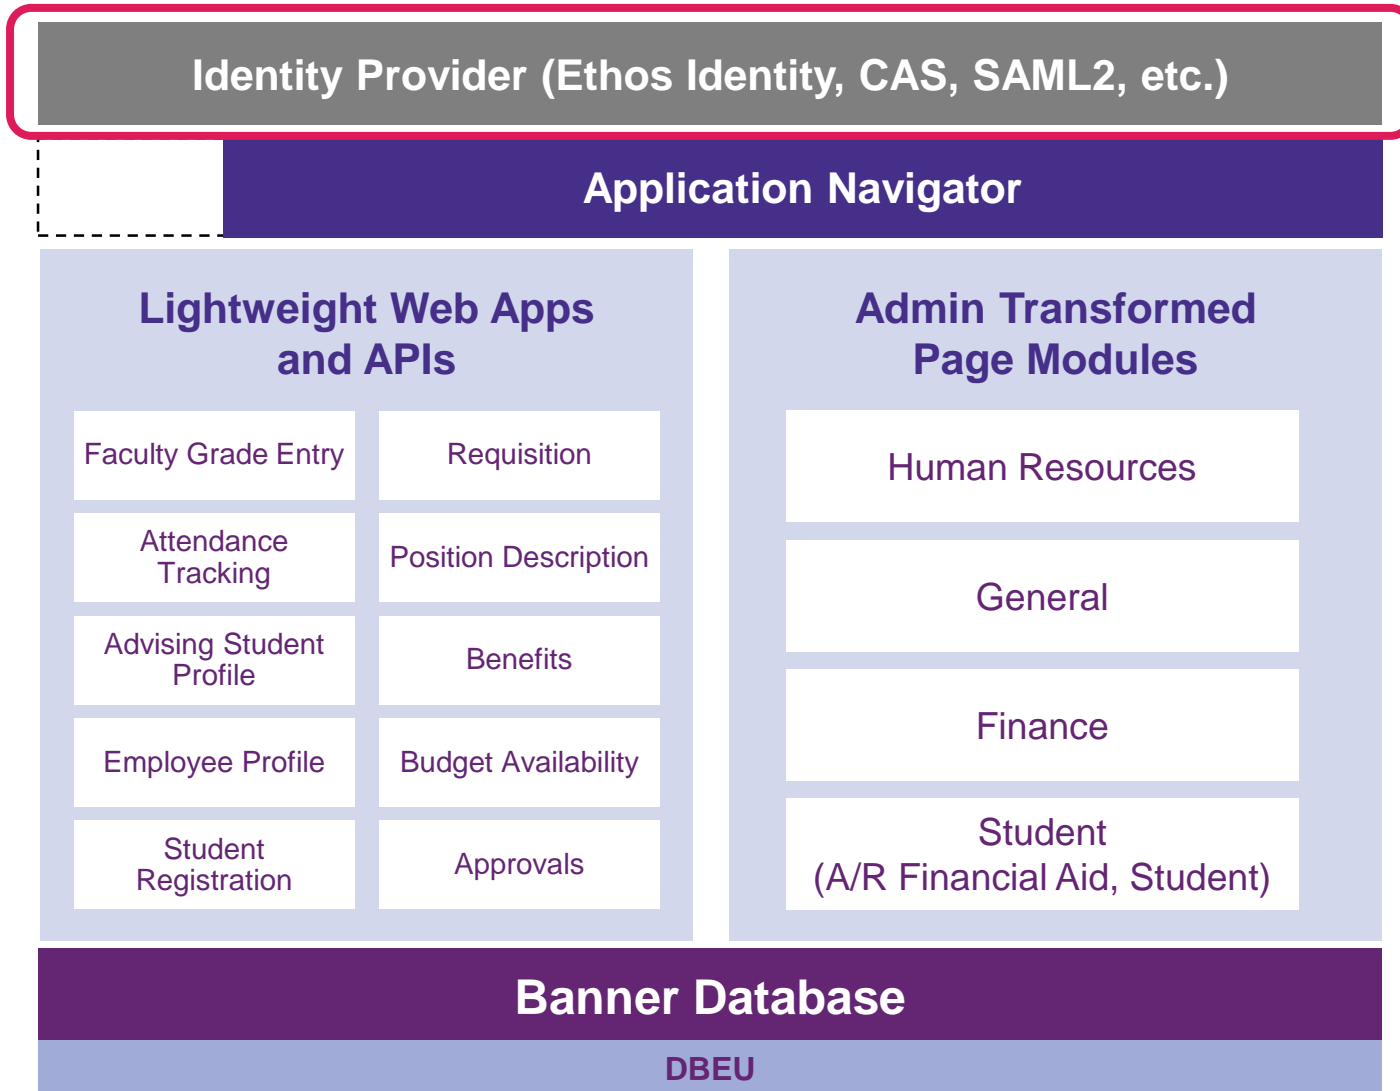 Identity Provider (Ethos Identity, CAS, SAML2, etc.)
Application Navigator
Lightweight Web Apps
and APIs
Faculty Grade Entry
Requisition
Attendance
Tracking
Position Description
Advising Student
Profile
Benefits
Employee Profile
Budget Availability
Student
Registration
Approvals
Admin Transformed
Page Modules
Human Resources
General
Finance
Student
(A/R Financial Aid, Student)
Banner Database
DBEU